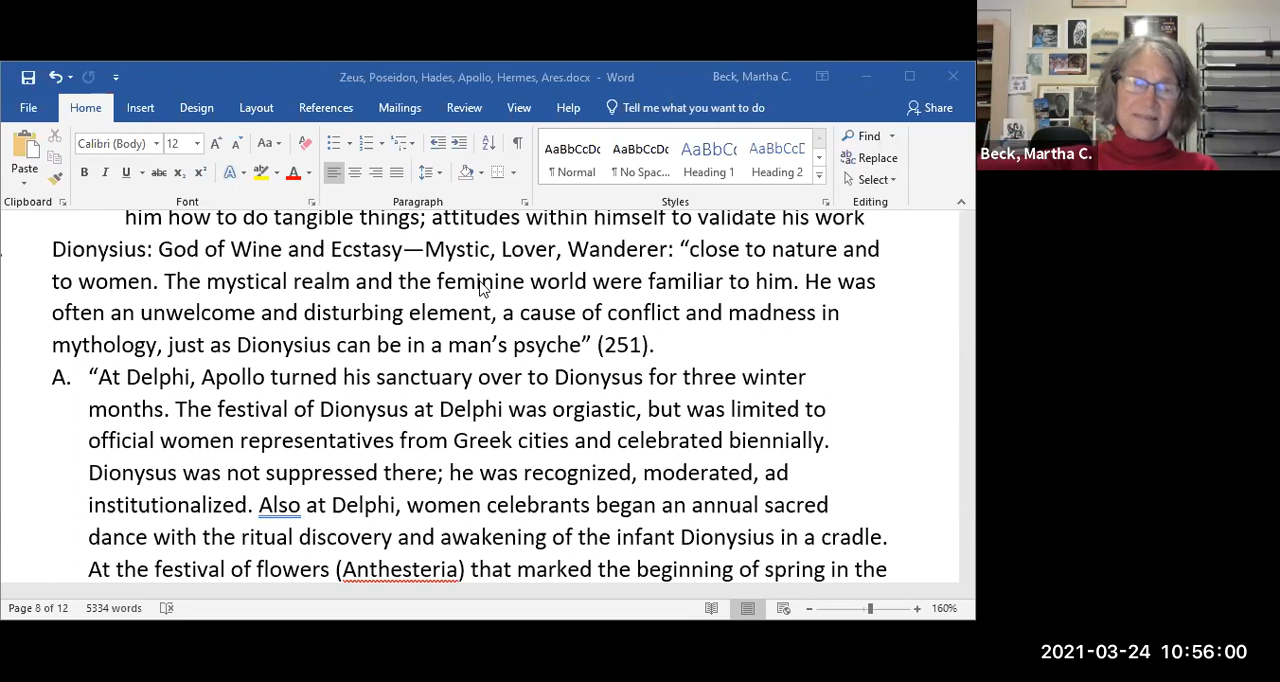 Zeus, Poseidon, Hades, Apollo, Hermes, Ares.docx - Word Beck, Martha C.
File Home Insert Design Layout References Mailings Review View Help Tell me what you want to do Share
Calibri (Body) 12 Aa AaBbCcDc AaBbCcDc AaBbC AaBbCcD Find
Paste B I U abc x₂ x² A A ¶ Normal ¶ No Spac... Heading 1 Heading 2 Replace
Select
Clipboard Font Paragraph Styles Editing
him how to do tangible things; attitudes within himself to validate his work
Dionysius: God of Wine and Ecstasy—Mystic, Lover, Wanderer: “close to nature and
to women. The mystical realm and the feminine world were familiar to him. He was
often an unwelcome and disturbing element, a cause of conflict and madness in
mythology, just as Dionysius can be in a man’s psyche” (251).
A. “At Delphi, Apollo turned his sanctuary over to Dionysus for three winter
months. The festival of Dionysus at Delphi was orgiastic, but was limited to
official women representatives from Greek cities and celebrated biennially.
Dionysus was not suppressed there; he was recognized, moderated, ad
institutionalized. Also at Delphi, women celebrants began an annual sacred
dance with the ritual discovery and awakening of the infant Dionysius in a cradle.
At the festival of flowers (Anthesteria) that marked the beginning of spring in the
Page 8 of 12 5334 words 160%
Beck, Martha C.
2021-03-24 10:56:00